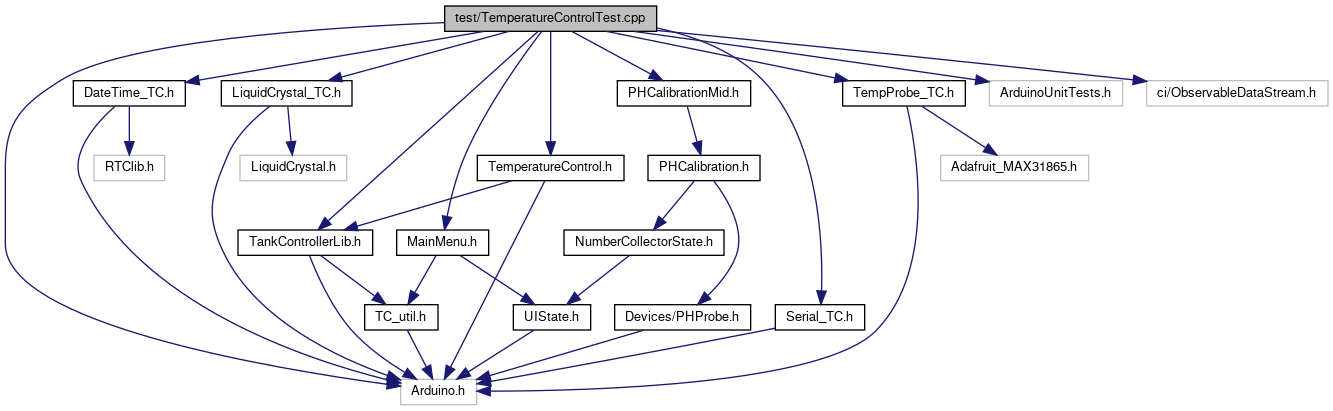 test/TemperatureControlTest.cpp
DateTime_TC.h
LiquidCrystal_TC.h
PHCalibrationMid.h
TempProbe_TC.h
ArduinoUnitTests.h
ci/ObservableDataStream.h
RTClib.h
LiquidCrystal.h
TemperatureControl.h
PHCalibration.h
Adafruit_MAX31865.h
TankControllerLib.h
MainMenu.h
NumberCollectorState.h
TC_util.h
UIState.h
Devices/PHProbe.h
Serial_TC.h
Arduino.h